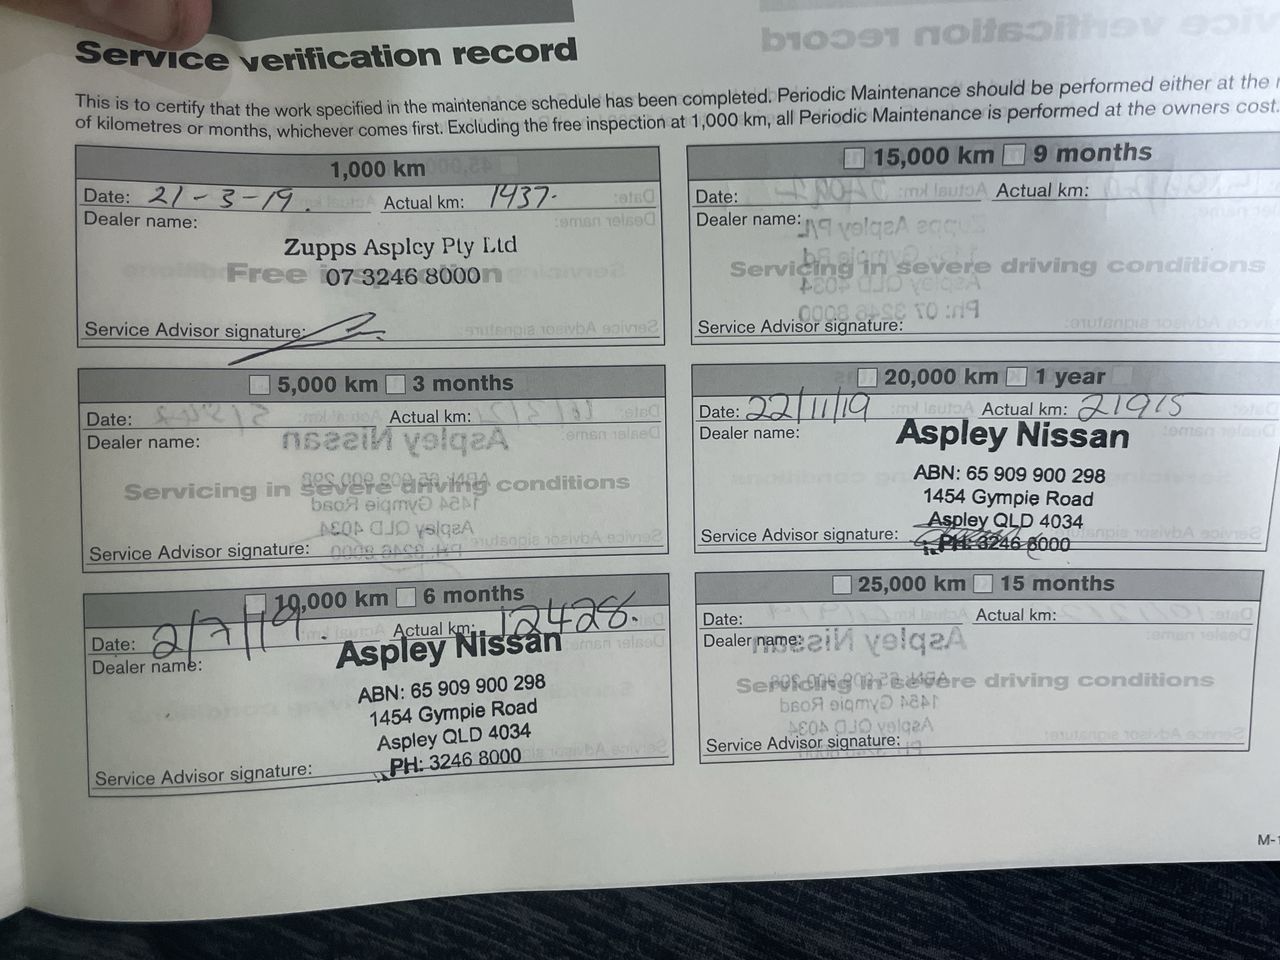 Service verification record
This is to certify that the work specified in the maintenance schedule has been completed. Periodic Maintenance should be performed either at the
of kilometres or months, whichever comes first. Excluding the free inspection at 1,000 km, all Periodic Maintenance is performed at the owners cost.
1,000 km
Date: 21-3-19. Actual km: 1437.
Dealer name:
Zupps Aspley Pty Ltd
Free inspection
07 3246 8000
Service Advisor signature:
5,000 km 3 months
Date: Actual km:
Dealer name:
Servicing in severe driving conditions
Service Advisor signature:
10,000 km 6 months
Date: 2/7/19. Actual km: 12428.
Dealer name:
Aspley Nissan
ABN: 65 909 900 298
1454 Gympie Road
Aspley QLD 4034
PH: 3246 8000
Service Advisor signature:
15,000 km 9 months
Date: Actual km:
Dealer name:
Servicing in severe driving conditions
Service Advisor signature:
20,000 km 1 year
Date: 22/11/19 Actual km: 21915
Dealer name:
Aspley Nissan
ABN: 65 909 900 298
1454 Gympie Road
Aspley QLD 4034
PH: 3246 8000
Service Advisor signature:
25,000 km 15 months
Date: Actual km:
Dealer name:
Servicing in severe driving conditions
Service Advisor signature: